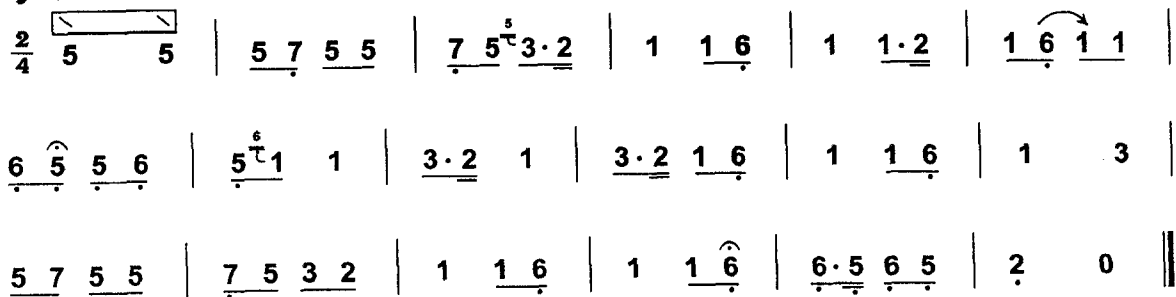 2/4 5 5 | 5 7̣ 5 5 | 7̣ 5 ⁵3·2 | 1 1 6̣ | 1 1·2 | 1 6̣ 1 1 |
6̣ 5̣ 5̣ 6̣ | 5̣ ⁶1 1 | 3·2 1 | 3·2 1 6̣ | 1 1 6̣ | 1 3 |
5 7 5 5 | 7̣ 5 3 2 | 1 1 6̣ | 1 1 6̣ | 6̣·5̣ 6̣ 5̣ | 2̣ 0 ‖